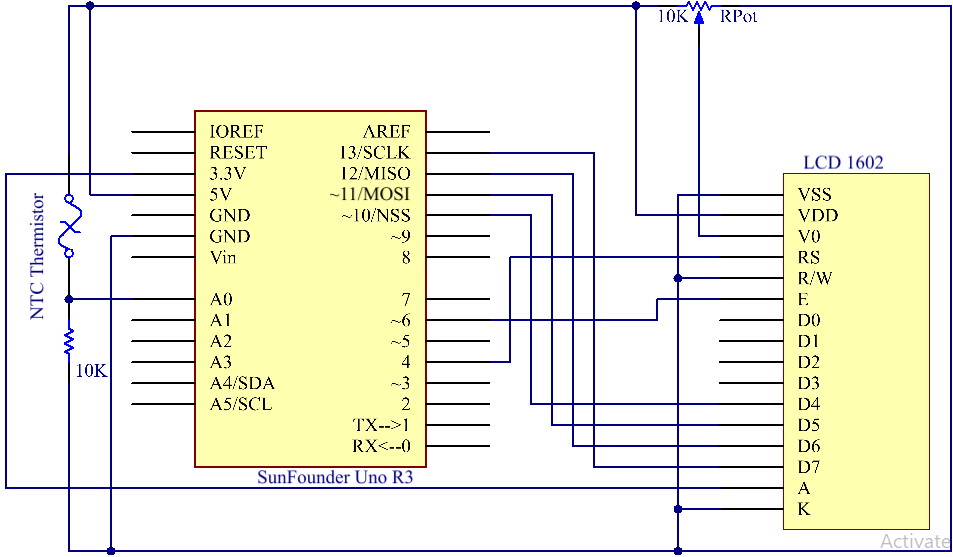 10K RPot
IOREF AREF
RESET 13/SCLK
3.3V 12/MISO
5V ~11/MOSI
GND ~10/NSS
GND ~9
Vin 8
A0 7
A1 ~6
A2 ~5
A3 4
A4/SDA ~3
A5/SCL 2
TX-->1
RX<--0
SunFounder Uno R3
NTC Thermistor
10K
LCD 1602
VSS
VDD
V0
RS
R/W
E
D0
D1
D2
D3
D4
D5
D6
D7
A
K
Activate